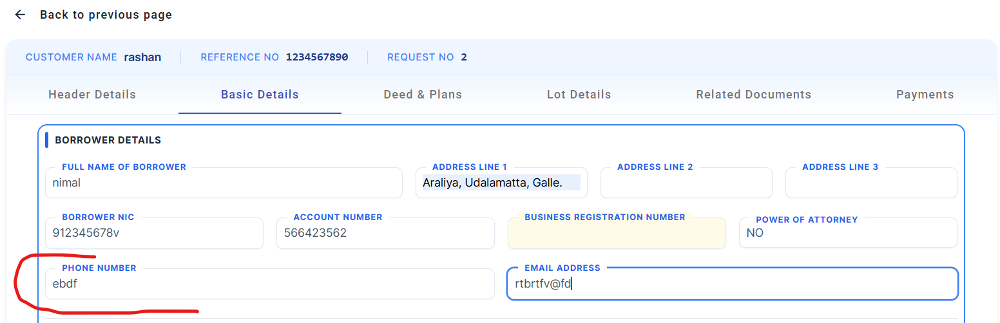 Back to previous page
CUSTOMER NAME rashan REFERENCE NO 1234567890 REQUEST NO 2
Header Details Basic Details Deed & Plans Lot Details Related Documents Payments
BORROWER DETAILS
FULL NAME OF BORROWER ADDRESS LINE 1 ADDRESS LINE 2 ADDRESS LINE 3
nimal Araliya, Udalamatta, Galle.
BORROWER NIC ACCOUNT NUMBER BUSINESS REGISTRATION NUMBER POWER OF ATTORNEY
912345678v 566423562 NO
PHONE NUMBER EMAIL ADDRESS
ebdf rtbrtfv@fd